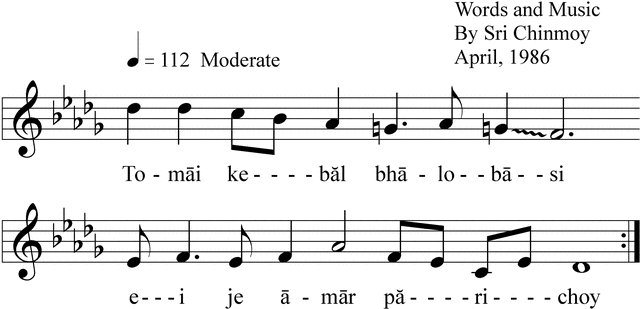 Words and Music
By Sri Chinmoy
April, 1986
♩ = 112 Moderate
To - māi ke - - - - băl bhā - lo - - bā - - si
e - - - i je ā - mār pă - - - - ri - - - - choy